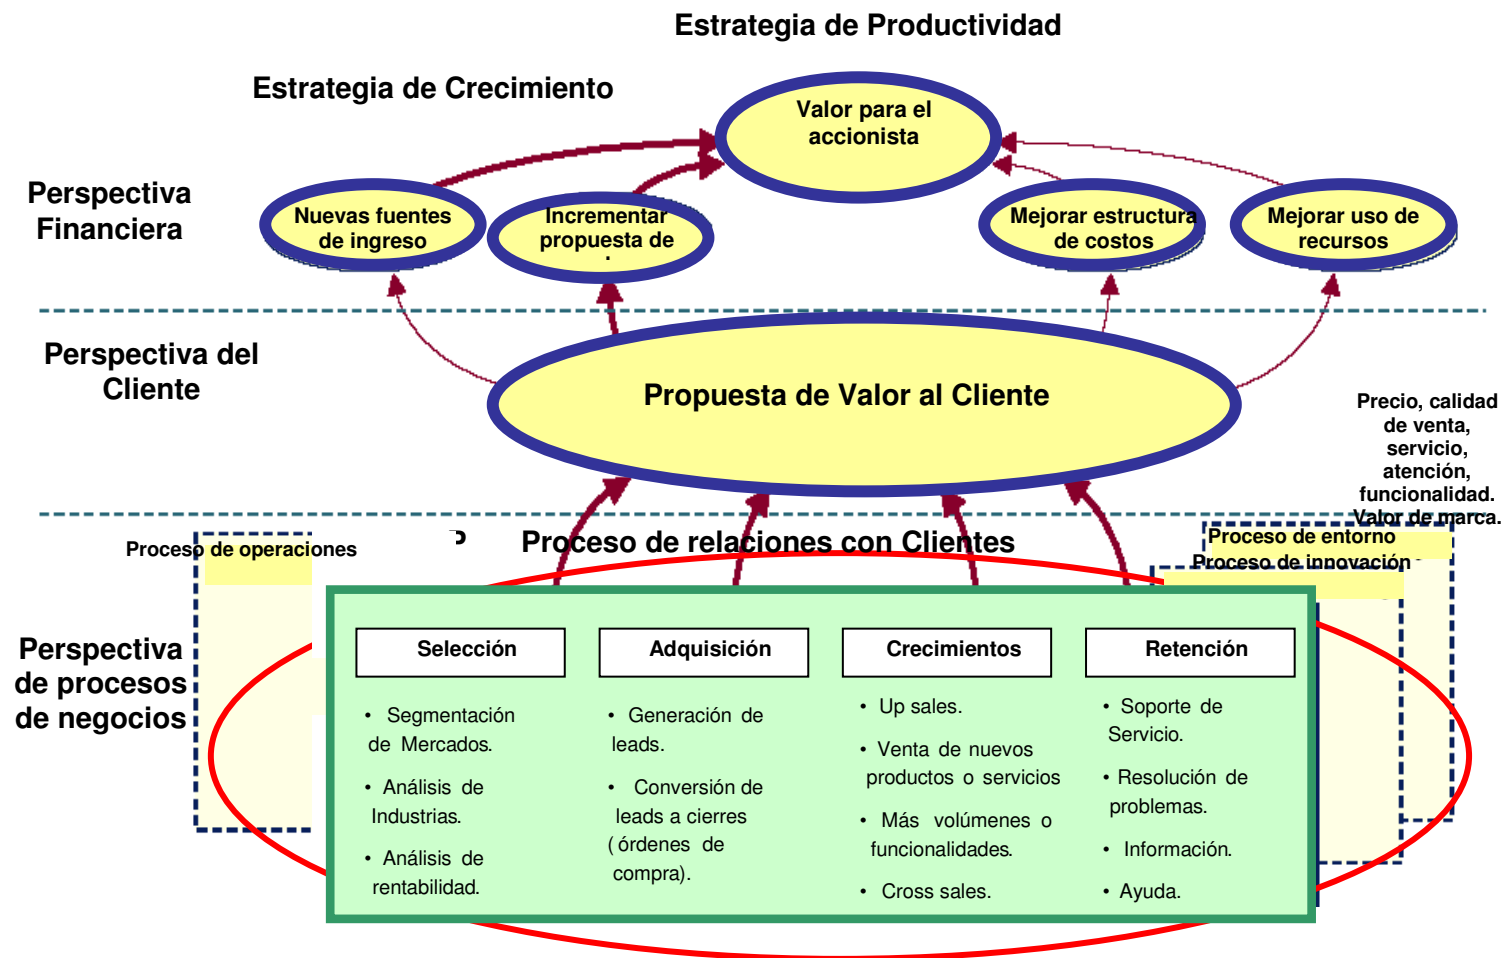 Estrategia de Productividad
Estrategia de Crecimiento
Valor para el
accionista
Perspectiva
Financiera
Nuevas fuentes
de ingreso
Incrementar
propuesta de
Mejorar estructura
de costos
Mejorar uso de
recursos
Perspectiva del
Cliente
Propuesta de Valor al Cliente
Precio, calidad
de venta,
servicio,
atención,
funcionalidad.
Valor de marca.
Proceso de operaciones
Proceso de relaciones con Clientes
Proceso de entorno
Proceso de innovación
Perspectiva
de procesos
de negocios
Selección
• Segmentación
de Mercados.
• Análisis de
Industrias.
• Análisis de
rentabilidad.
Adquisición
• Generación de
leads.
• Conversión de
leads a cierres
( órdenes de
compra).
Crecimientos
• Up sales.
• Venta de nuevos
productos o servicios
• Más volúmenes o
funcionalidades.
• Cross sales.
Retención
• Soporte de
Servicio.
• Resolución de
problemas.
• Información.
• Ayuda.